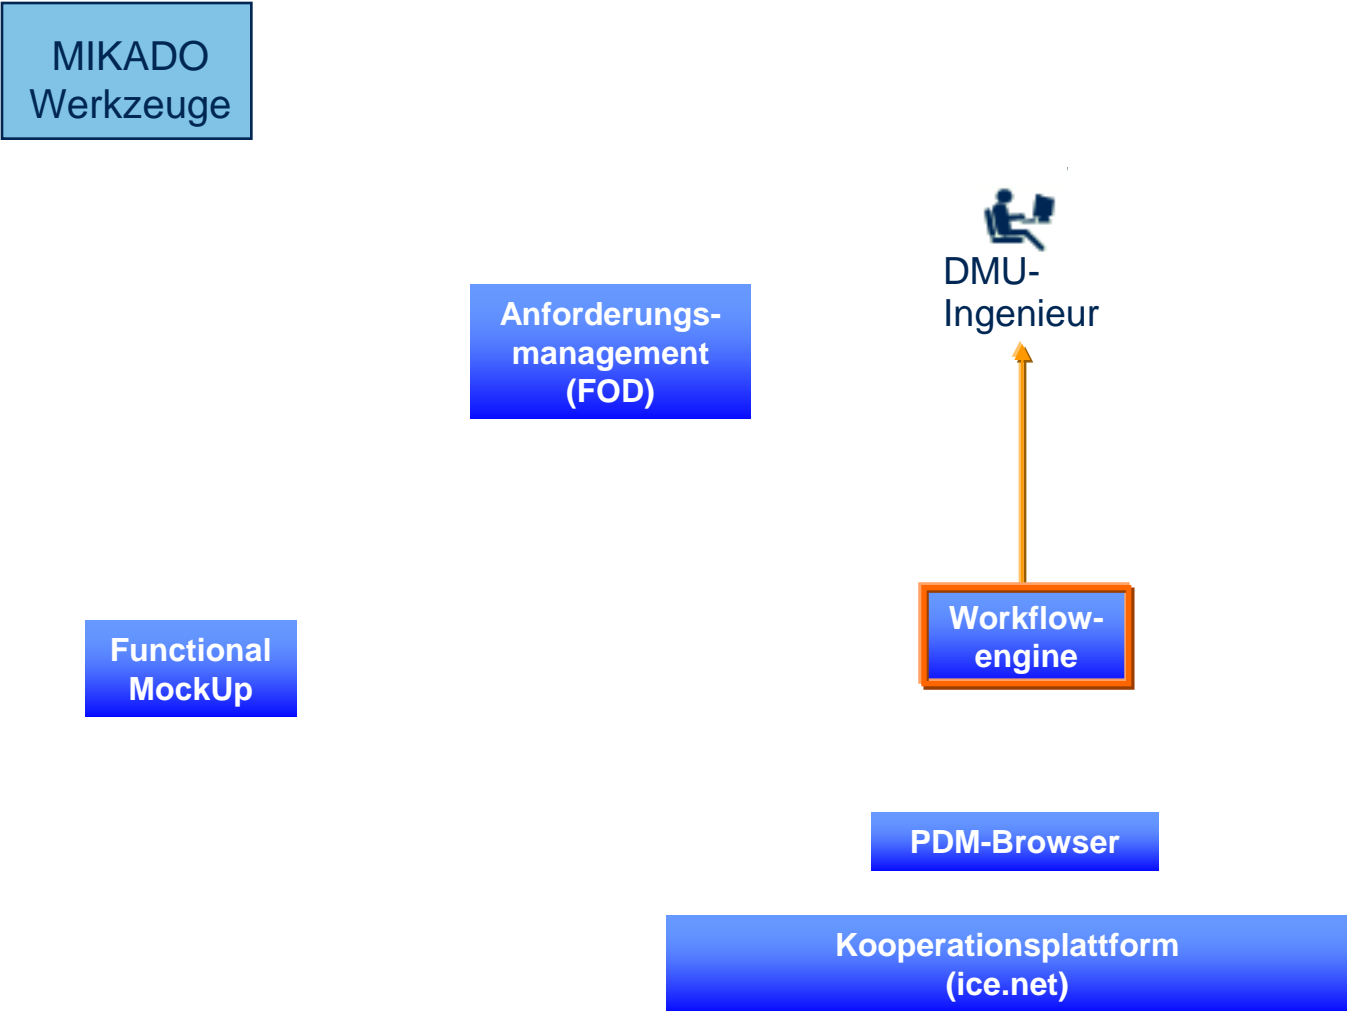 MIKADO
Werkzeuge
DMU-
Ingenieur
Anforderungs-
management
(FOD)
Workflow-
engine
Functional
MockUp
PDM-Browser
Kooperationsplattform
(ice.net)